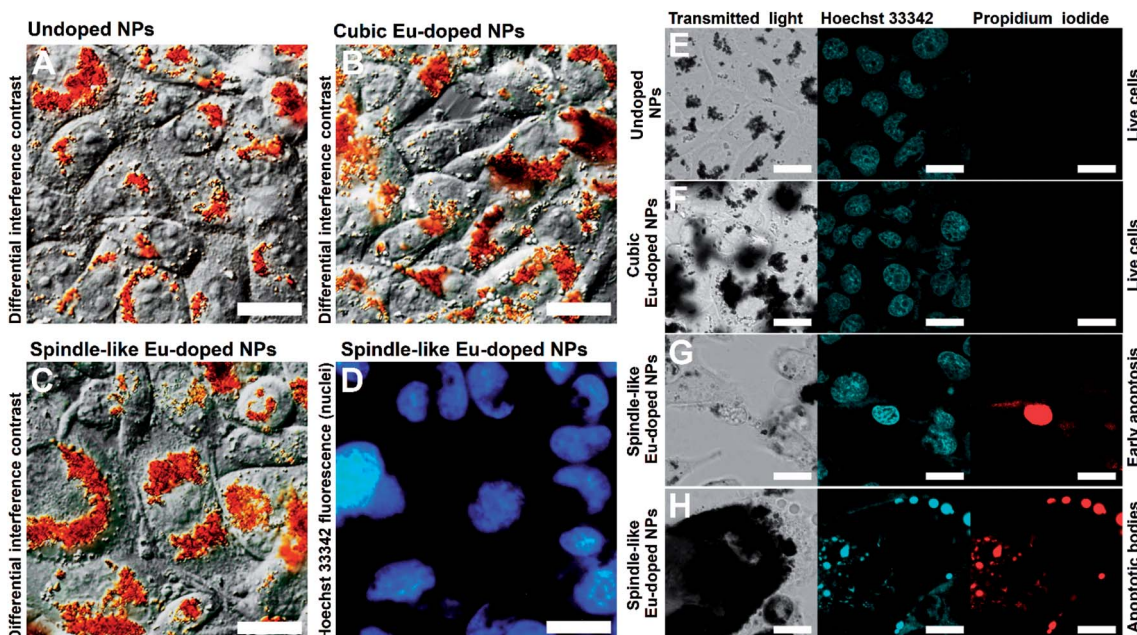 Undoped NPs
Differential interference contrast
A
Cubic Eu-doped NPs
Differential interference contrast
B
Spindle-like Eu-doped NPs
Differential interference contrast
C
Spindle-like Eu-doped NPs
Hoechst 33342 fluorescence (nuclei)
D
Transmitted light
Hoechst 33342
Propidium iodide
Undoped
NPs
E
Live cells
Cubic
Eu-doped NPs
F
Live cells
Spindle-like
Eu-doped NPs
G
Early apoptosis
Spindle-like
Eu-doped NPs
H
Apoptotic bodies